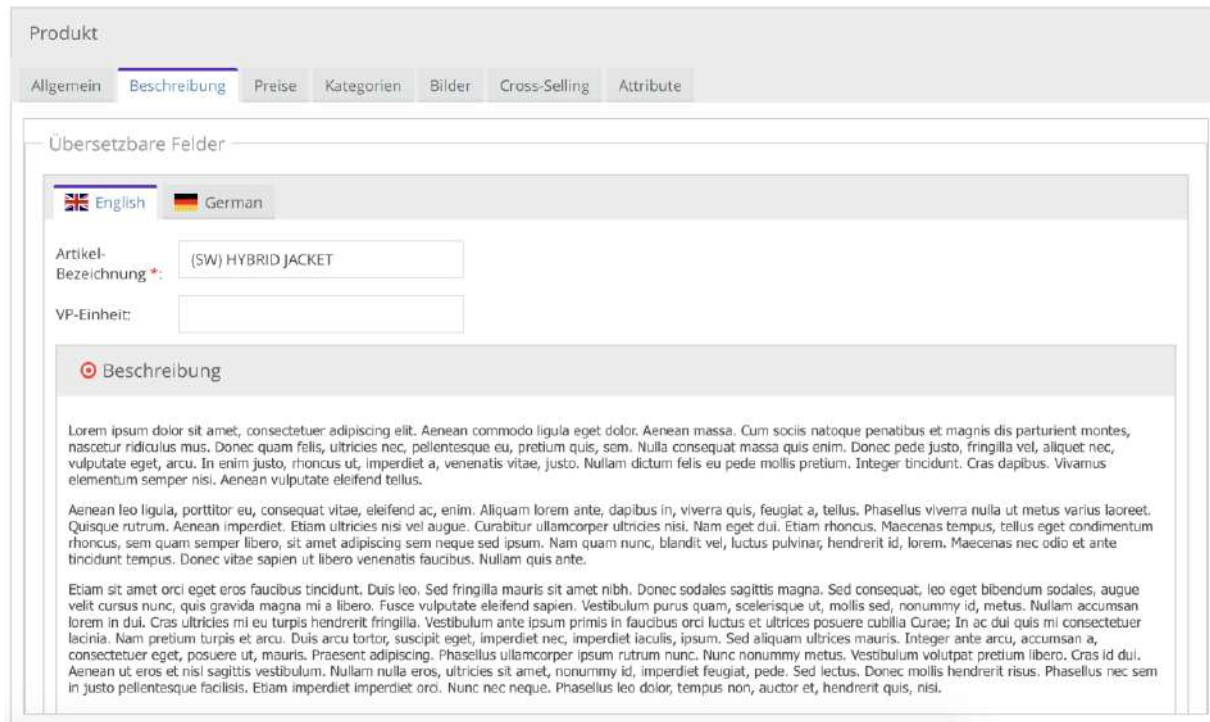 Produkt
Allgemein Beschreibung Preise Kategorien Bilder Cross-Selling Attribute
Übersetzbare Felder
English German
Artikel-
Bezeichnung *:
(SW) HYBRID JACKET
VP-Einheit:
Beschreibung
Lorem ipsum dolor sit amet, consectetuer adipiscing elit. Aenean commodo ligula eget dolor. Aenean massa. Cum sociis natoque penatibus et magnis dis parturient montes,
nascetur ridiculus mus. Donec quam felis, ultricies nec, pellentesque eu, pretium quis, sem. Nulla consequat massa quis enim. Donec pede justo, fringilla vel, aliquet nec,
vulputate eget, arcu. In enim justo, rhoncus ut, imperdiet a, venenatis vitae, justo. Nullam dictum felis eu pede mollis pretium. Integer tincidunt. Cras dapibus. Vivamus
elementum semper nisi. Aenean vulputate eleifend tellus.
Aenean leo ligula, porttitor eu, consequat vitae, eleifend ac, enim. Aliquam lorem ante, dapibus in, viverra quis, feugiat a, tellus. Phasellus viverra nulla ut metus varius laoreet.
Quisque rutrum. Aenean imperdiet. Etiam ultricies nisi vel augue. Curabitur ullamcorper ultricies nisi. Nam eget dui. Etiam rhoncus. Maecenas tempus, tellus eget condimentum
rhoncus, sem quam semper libero, sit amet adipiscing sem neque sed ipsum. Nam quam nunc, blandit vel, luctus pulvinar, hendrerit id, lorem. Maecenas nec odio et ante
tincidunt tempus. Donec vitae sapien ut libero venenatis faucibus. Nullam quis ante.
Etiam sit amet orci eget eros faucibus tincidunt. Duis leo. Sed fringilla mauris sit amet nibh. Donec sodales sagittis magna. Sed consequat, leo eget bibendum sodales, augue
velit cursus nunc, quis gravida magna mi a libero. Fusce vulputate eleifend sapien. Vestibulum purus quam, scelerisque ut, mollis sed, nonummy id, metus. Nullam accumsan
lorem in dui. Cras ultricies mi eu turpis hendrerit fringilla. Vestibulum ante ipsum primis in faucibus orci luctus et ultrices posuere cubilia Curae; In ac dui quis mi consectetuer
lacinia. Nam pretium turpis et arcu. Duis arcu tortor, suscipit eget, imperdiet nec, imperdiet iaculis, ipsum. Sed aliquam ultrices mauris. Integer ante arcu, accumsan a,
consectetuer eget, posuere ut, mauris. Praesent adipiscing. Phasellus ullamcorper ipsum rutrum nunc. Nunc nonummy metus. Vestibulum volutpat pretium libero. Cras id dui.
Aenean ut eros et nisl sagittis vestibulum. Nullam nulla eros, ultricies sit amet, nonummy id, imperdiet feugiat, pede. Sed lectus. Donec mollis hendrerit risus. Phasellus nec sem
in justo pellentesque facilisis. Etiam imperdiet imperdiet orci. Nunc nec neque. Phasellus leo dolor, tempus non, auctor et, hendrerit quis, nisi.